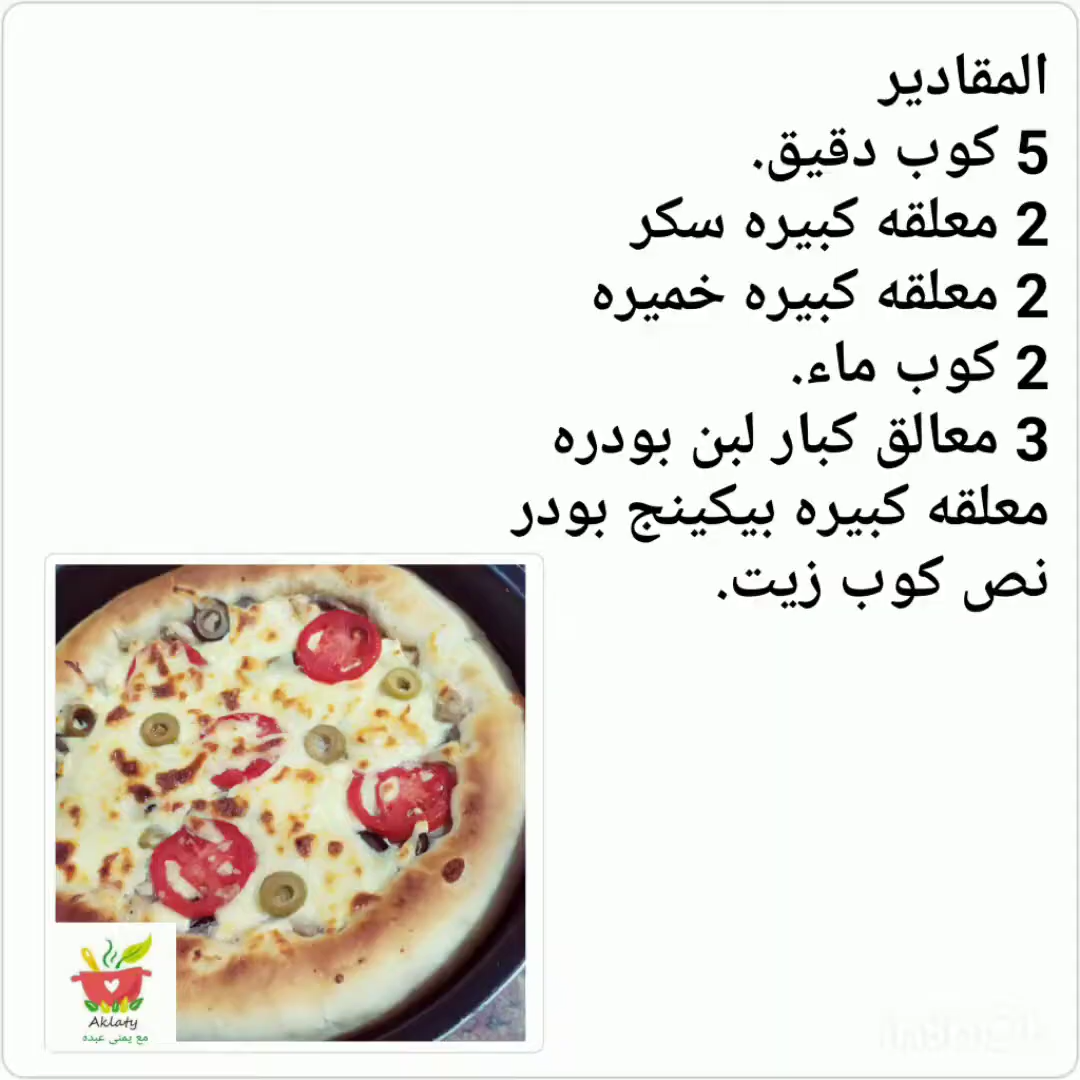 المقادير
5 كوب دقيق.
2 معلقه كبيره سكر
2 معلقه كبيره خميره
2 كوب ماء.
3 معالق كبار لبن بودره
معلقه كبيره بيكينج بودر
نص كوب زيت.
Aklaty
مع يمنى عبده